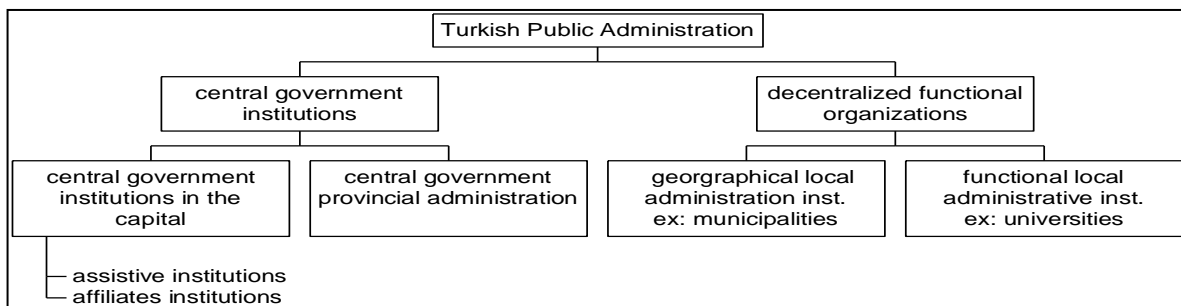 Turkish Public Administration
central government
institutions
decentralized functional
organizations
central government
institutions in the
capital
central government
provincial administration
georgraphical local
administration inst.
ex: municipalities
functional local
administrative inst.
ex: universities
assistive institutions
affiliates institutions